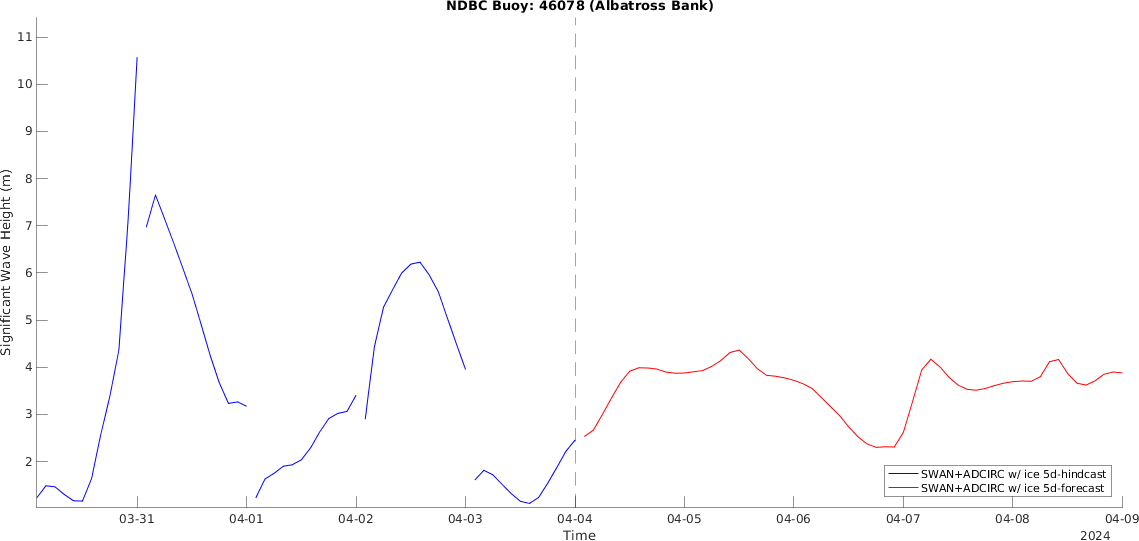 NDBC Buoy: 46078 (Albatross Bank)
11
10
9
8
7
6
5
4
3
2
Significant Wave Height (m)
SWAN+ADCIRC w/ ice 5d-hindcast
SWAN+ADCIRC w/ ice 5d-forecast
03-31 04-01 04-02 04-03 04-04 04-05 04-06 04-07 04-08 04-09
Time
2024